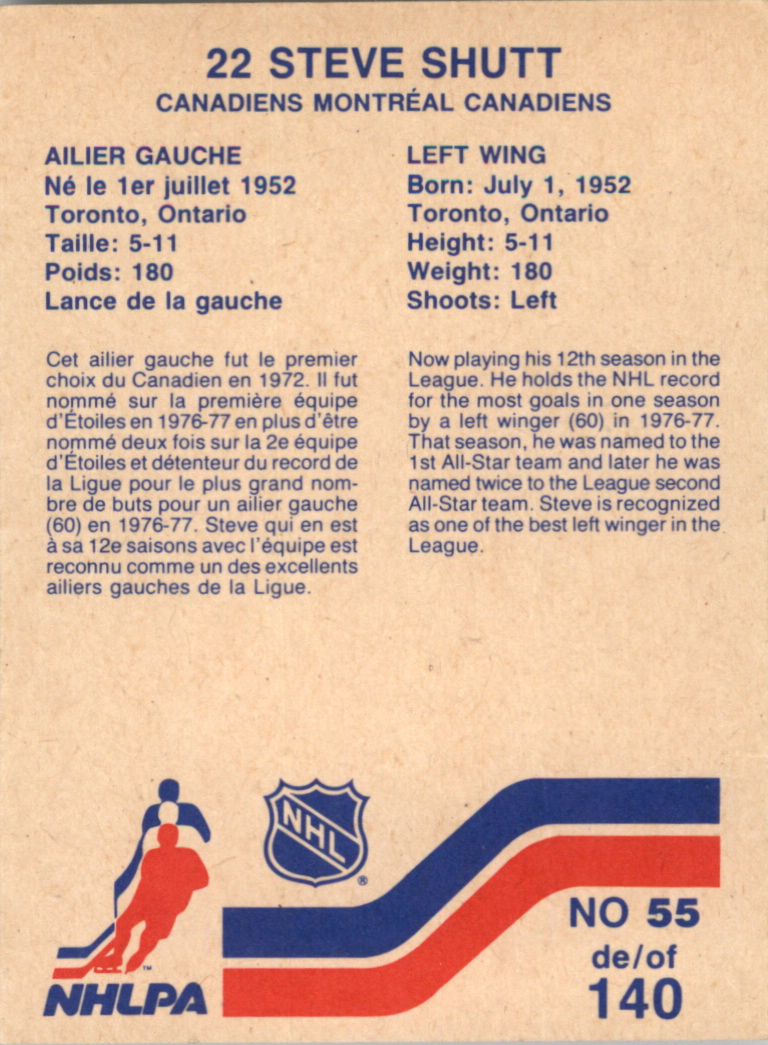 22 STEVE SHUTT
CANADIENS MONTRÉAL CANADIENS
AILIER GAUCHE
Né le 1er juillet 1952
Toronto, Ontario
Taille: 5-11
Poids: 180
Lance de la gauche
Cet ailier gauche fut le premier
choix du Canadien en 1972. Il fut
nommé sur la première équipe
d'Étoiles en 1976-77 en plus d'être
nommé deux fois sur la 2e équipe
d'Étoiles et détenteur du record de
la Ligue pour le plus grand nom-
bre de buts pour un ailier gauche
(60) en 1976-77. Steve qui en est
à sa 12e saisons avec l'équipe est
reconnu comme un des excellents
ailiers gauches de la Ligue.
LEFT WING
Born: July 1, 1952
Toronto, Ontario
Height: 5-11
Weight: 180
Shoots: Left
Now playing his 12th season in the
League. He holds the NHL record
for the most goals in one season
by a left winger (60) in 1976-77.
That season, he was named to the
1st All-Star team and later he was
named twice to the League second
All-Star team. Steve is recognized
as one of the best left winger in the
League.
NHL
®
TM
NHLPA
NO 55
de/of
140